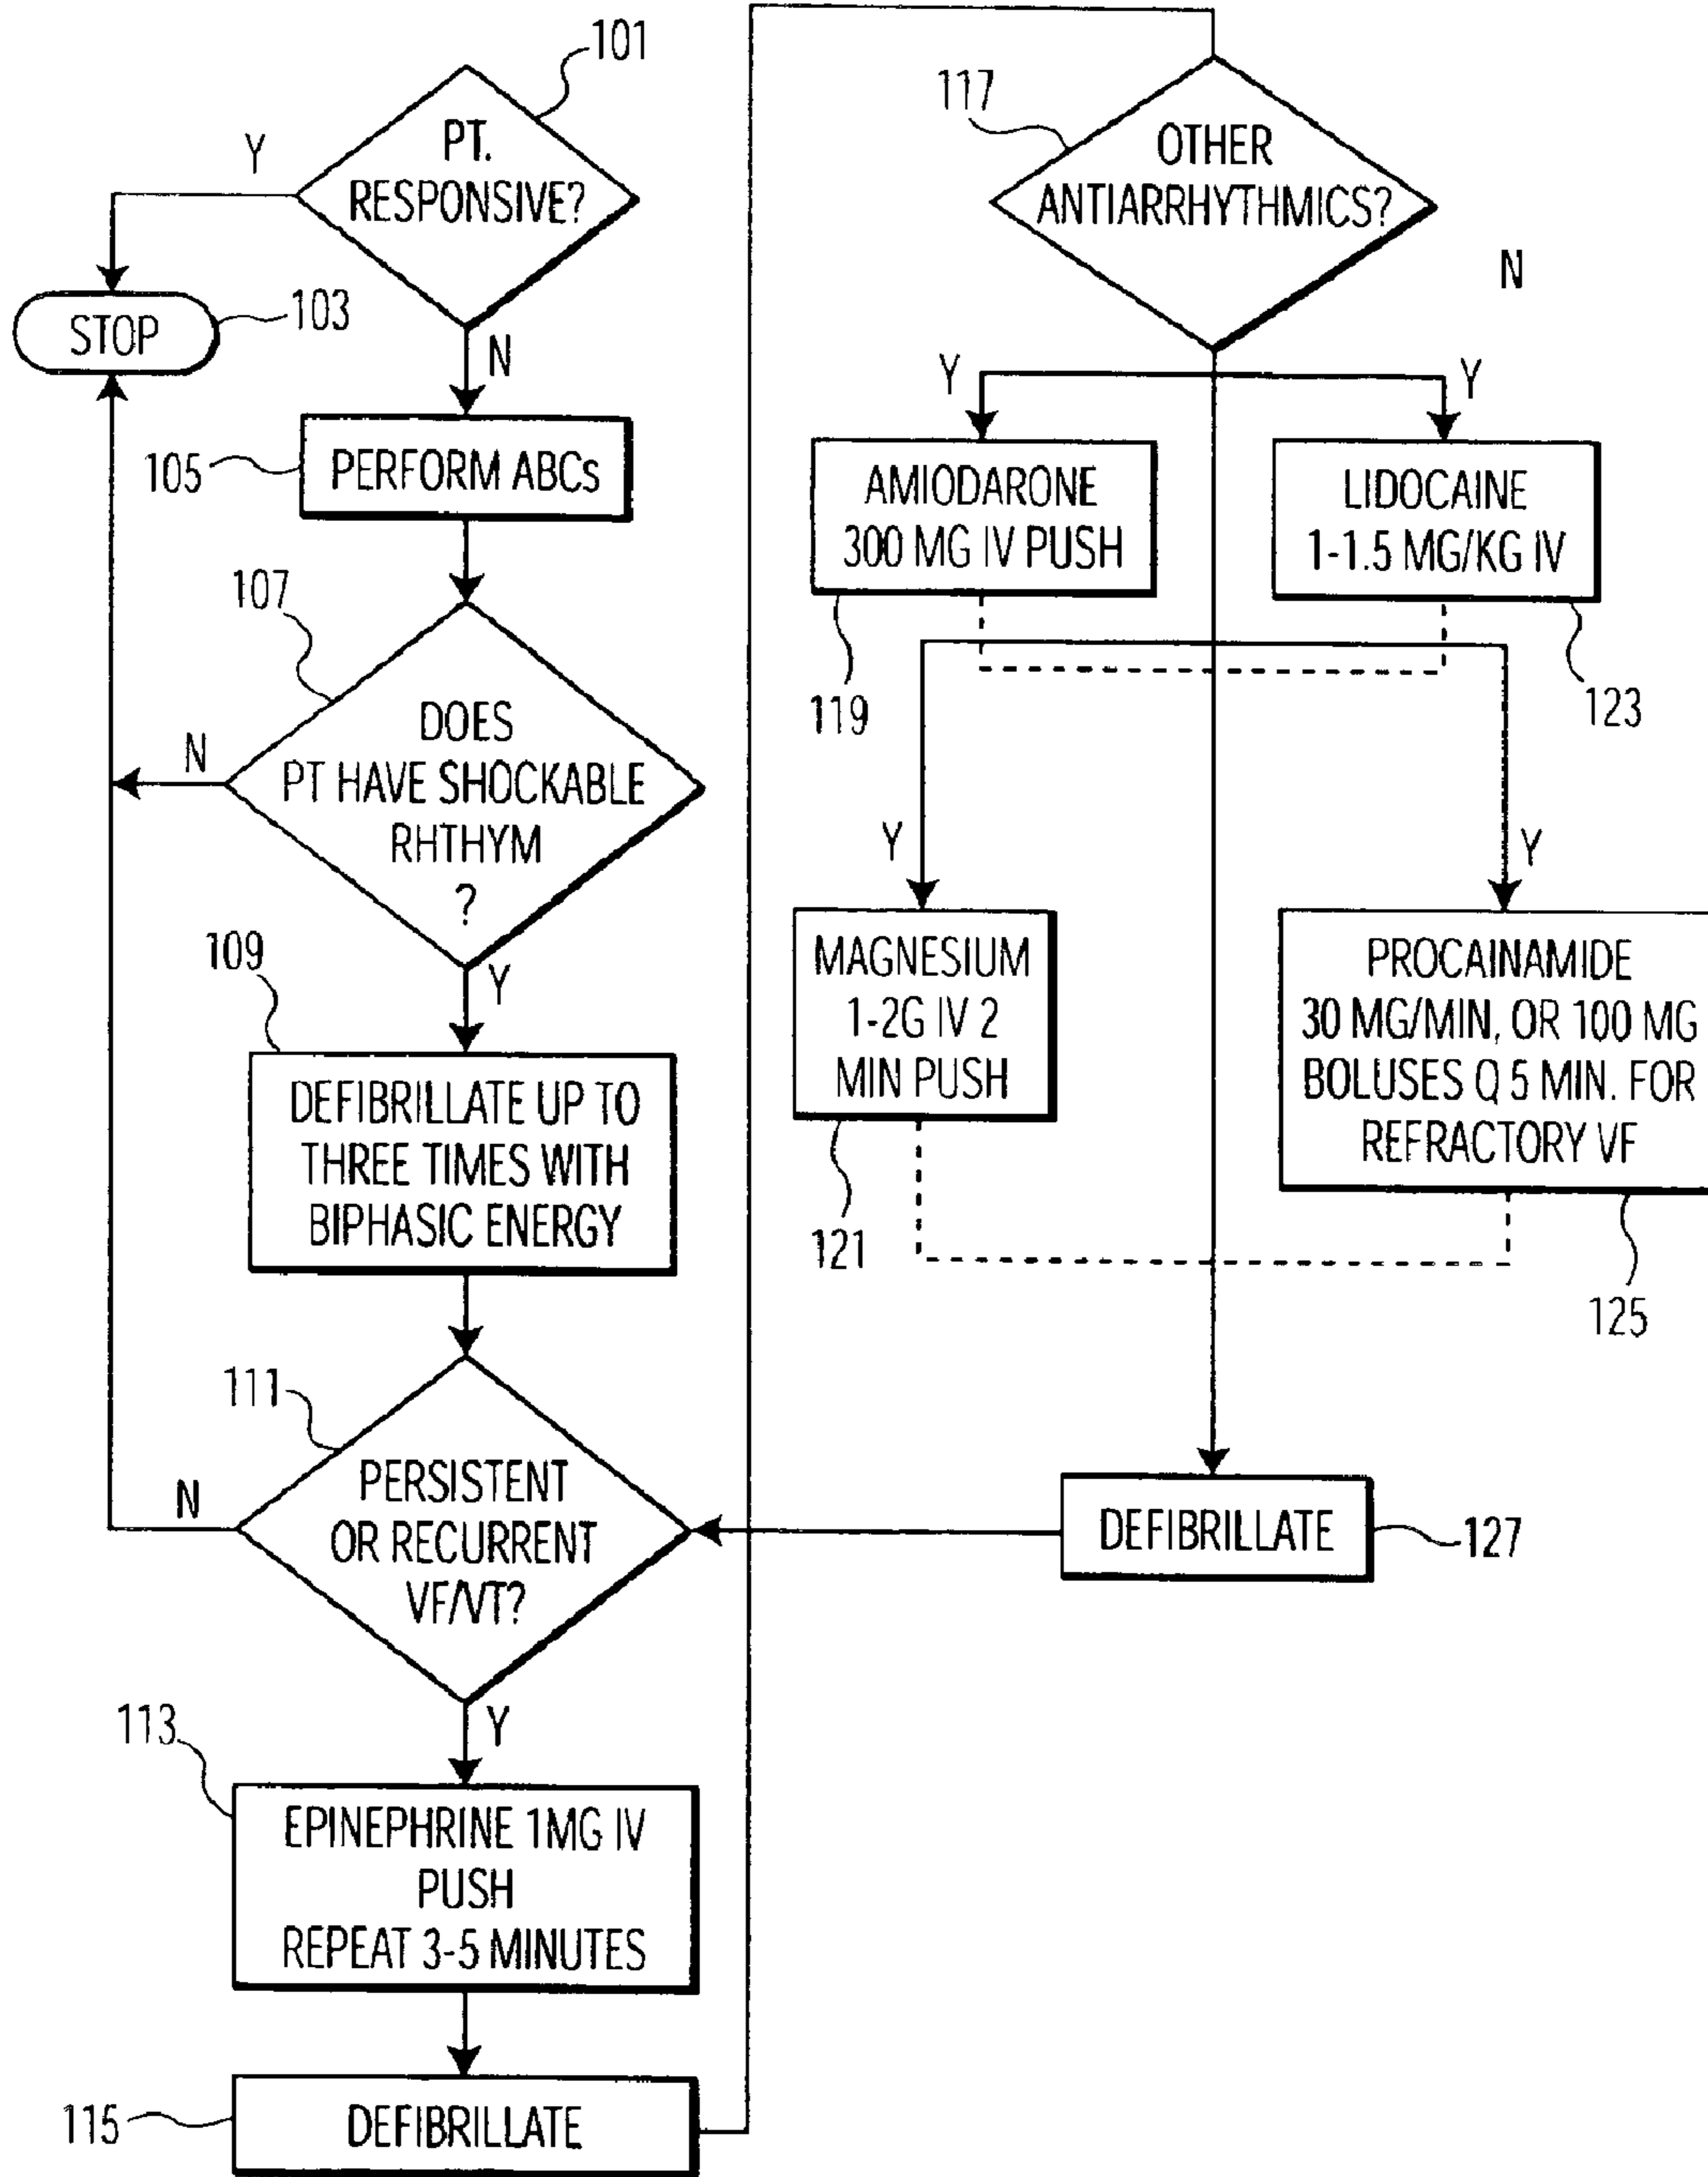 101
PT.
RESPONSIVE?
Y
STOP
103
N
105
PERFORM ABCs
107
DOES
PT HAVE SHOCKABLE
RHTHYM
?
N
Y
109
DEFIBRILLATE UP TO
THREE TIMES WITH
BIPHASIC ENERGY
111
PERSISTENT
OR RECURRENT
VF/VT?
N
Y
113
EPINEPHRINE 1MG IV
PUSH
REPEAT 3-5 MINUTES
115
DEFIBRILLATE
117
OTHER
ANTIARRHYTHMICS?
N
Y
Y
AMIODARONE
300 MG IV PUSH
119
LIDOCAINE
1-1.5 MG/KG IV
123
Y
Y
MAGNESIUM
1-2G IV 2
MIN PUSH
121
PROCAINAMIDE
30 MG/MIN, OR 100 MG
BOLUSES Q 5 MIN. FOR
REFRACTORY VF
125
DEFIBRILLATE
127